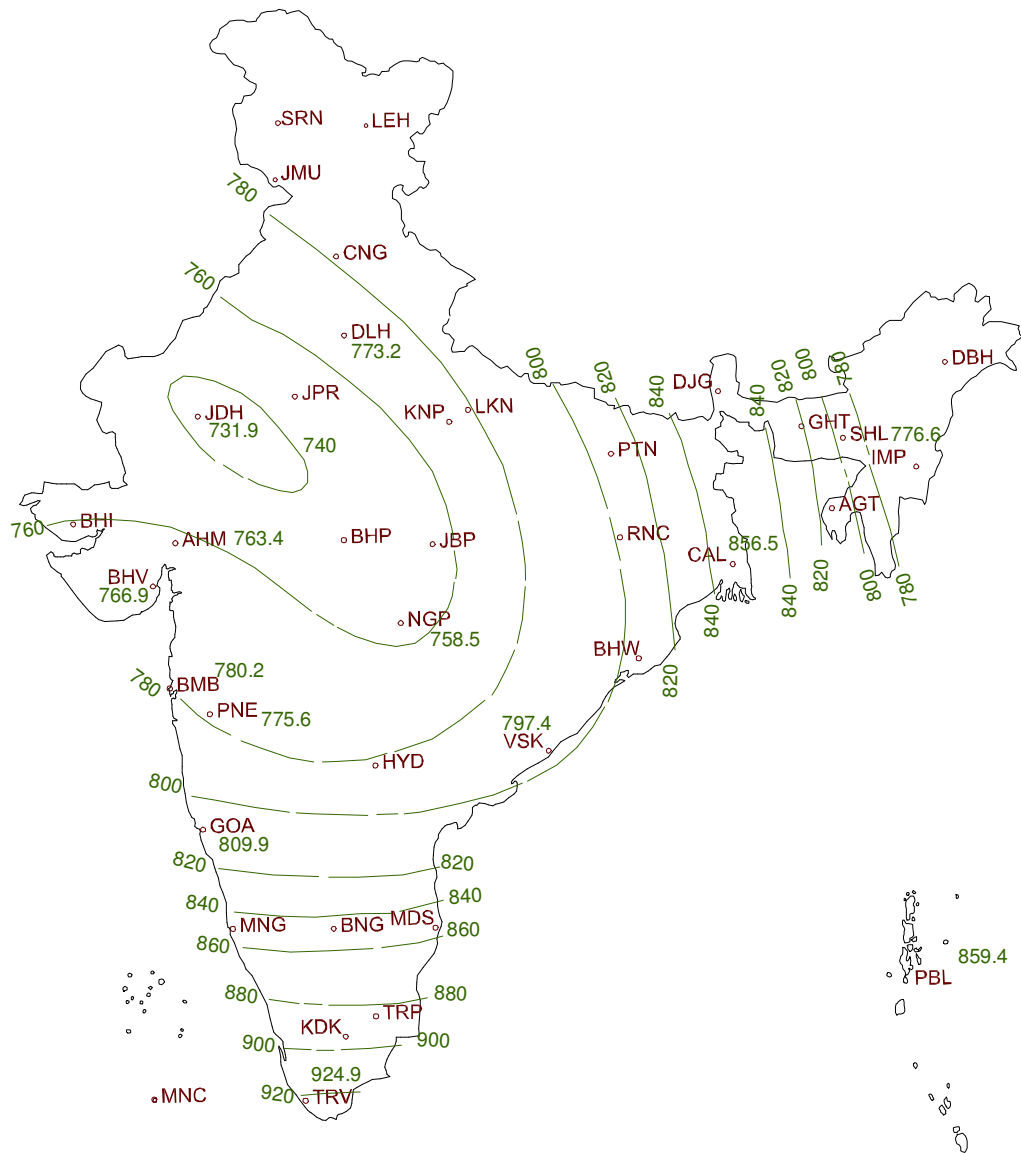 SRN
LEH
JMU
780
CNG
760
DLH
773.2
800
820
840
DJG
840
820
800
780
DBH
JPR
JDH
731.9
740
KNP
LKN
PTN
GHT
SHL 776.6
IMP
AGT
760
BHI
AHM 763.4
BHP
JBP
RNC
CAL 856.5
BHV
766.9
840
840
820
800
780
NGP
758.5
BHW
820
780
BMB
780.2
PNE 775.6
797.4
VSK
HYD
800
GOA
809.9
820
820
840
840
MNG
BNG
MDS
860
860
859.4
PBL
880
880
TRP
KDK
900
900
924.9
920
TRV
MNC